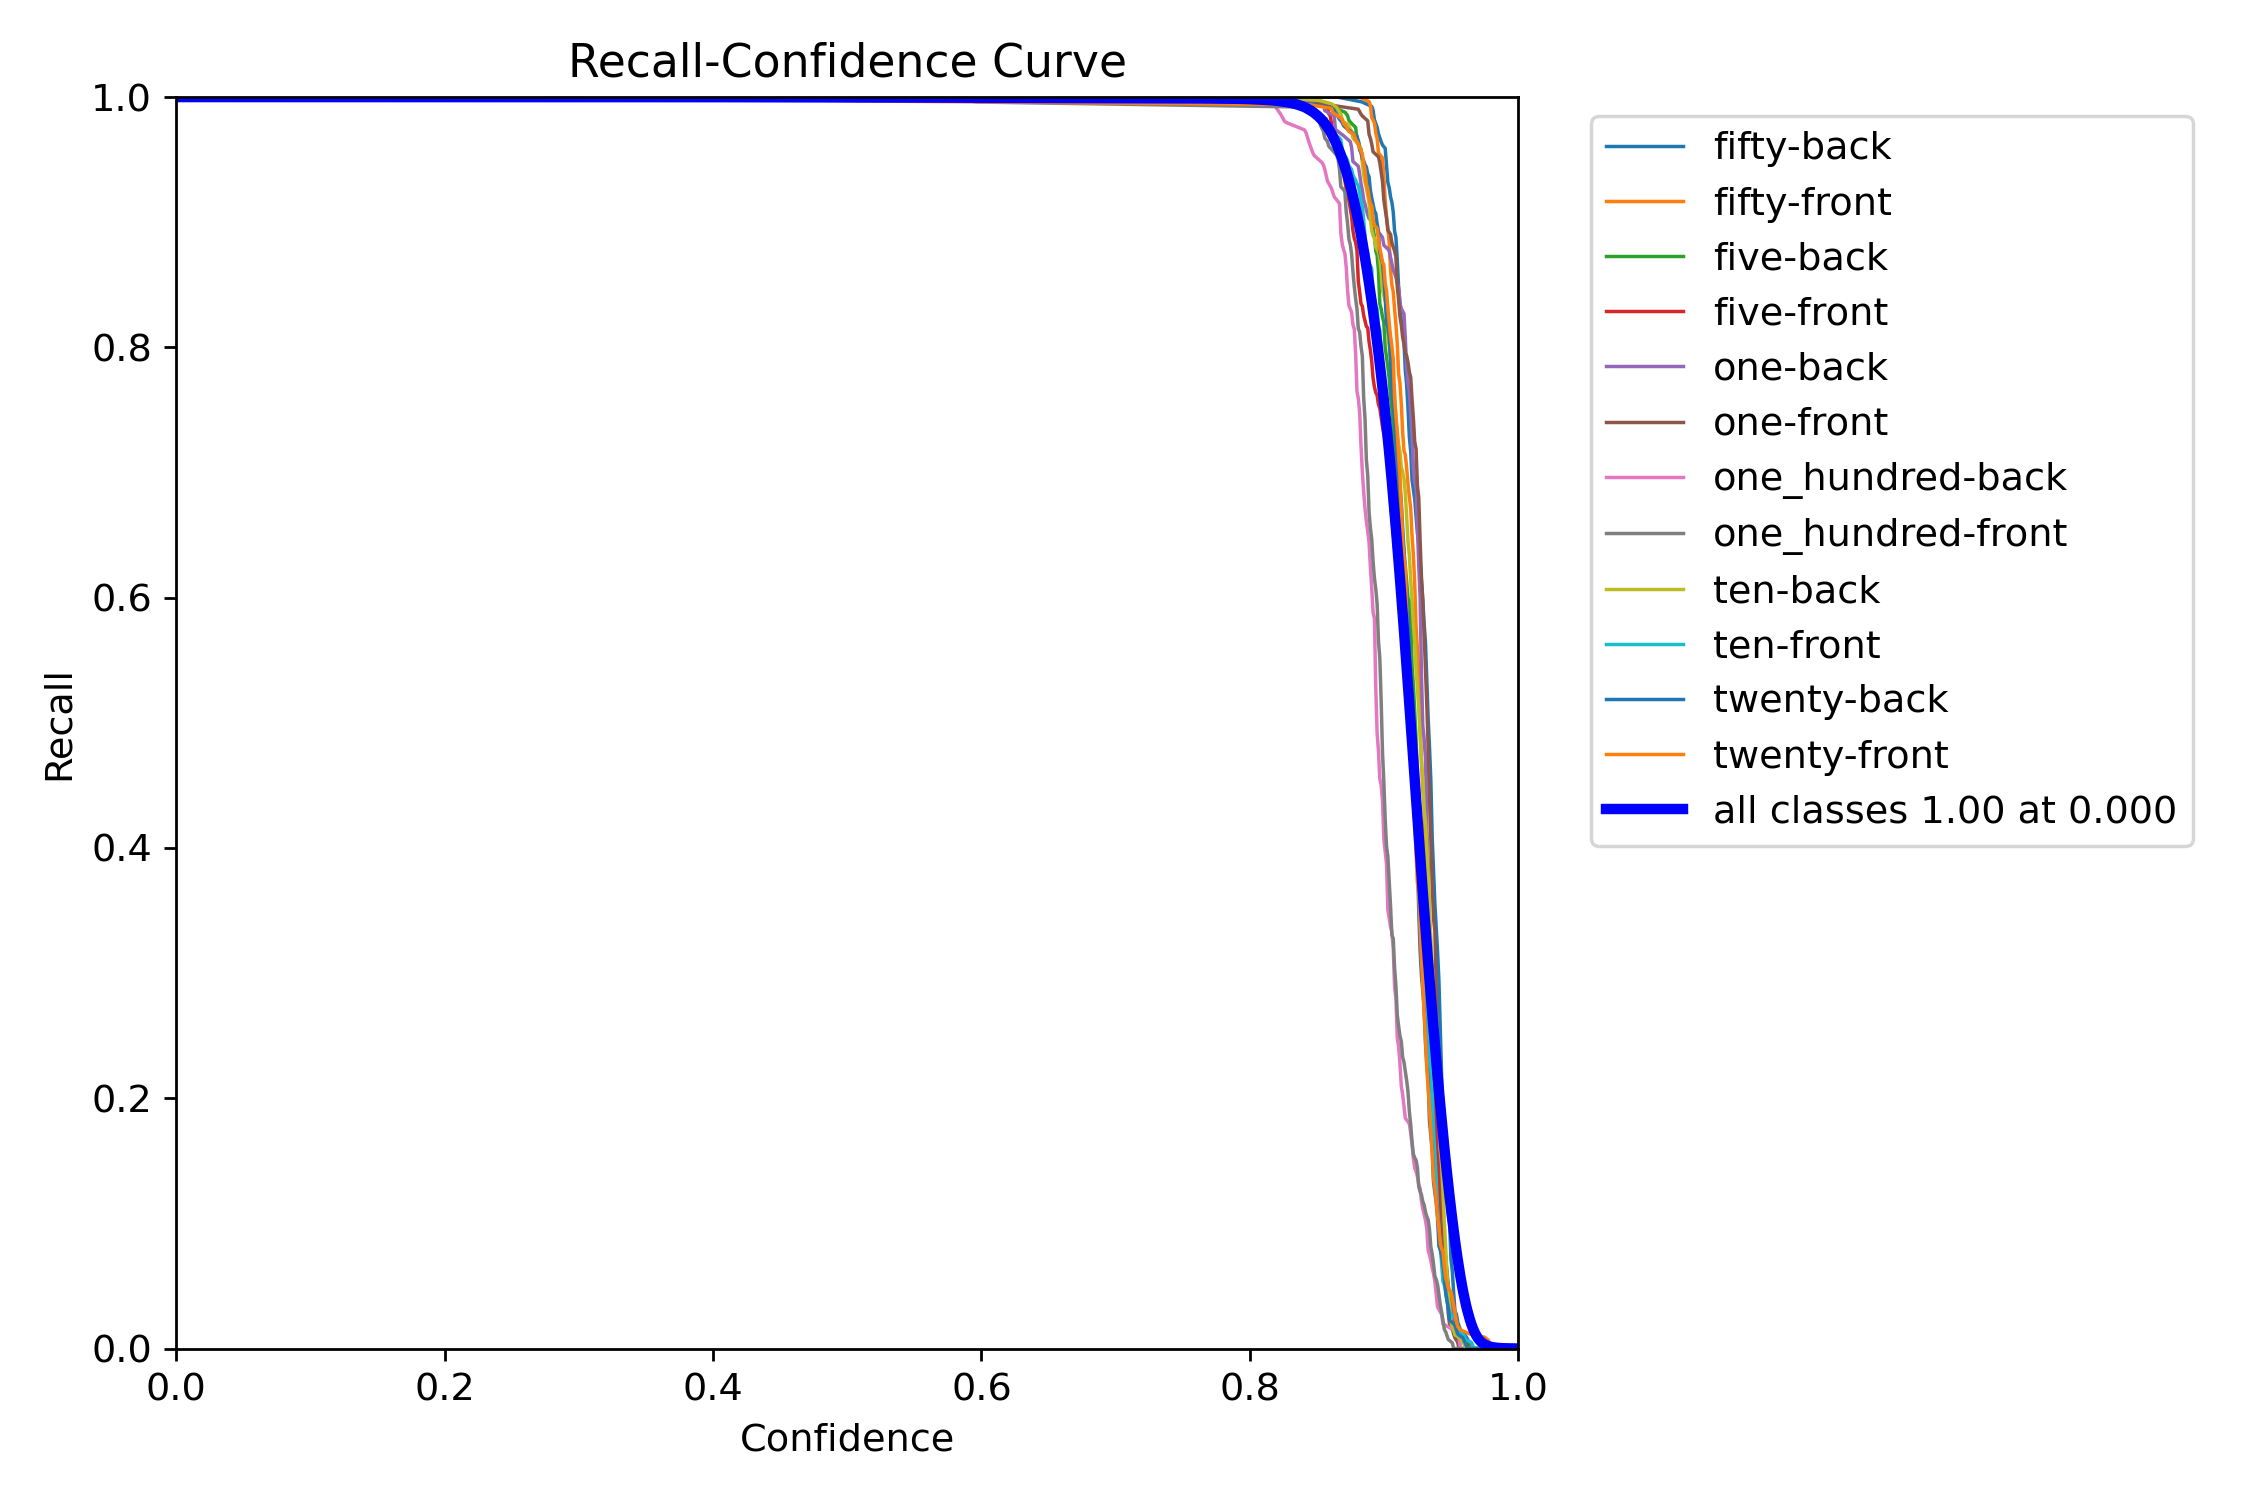 Recall-Confidence Curve
1.0
0.8
0.6
0.4
0.2
0.0
Recall
0.0 0.2 0.4 0.6 0.8 1.0
Confidence
fifty-back
fifty-front
five-back
five-front
one-back
one-front
one_hundred-back
one_hundred-front
ten-back
ten-front
twenty-back
twenty-front
all classes 1.00 at 0.000